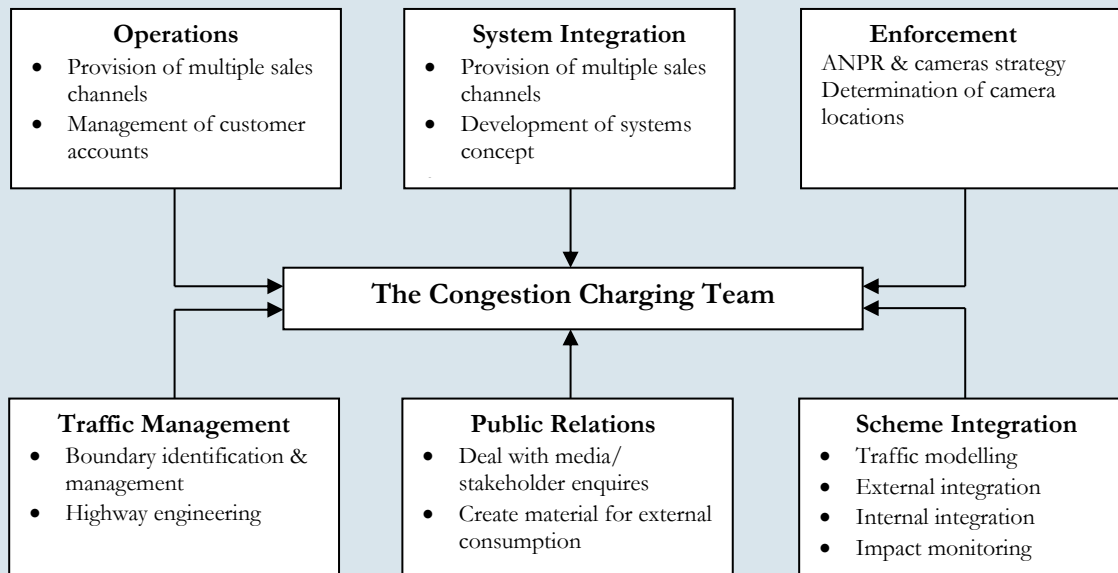 Operations
• Provision of multiple sales
channels
• Management of customer
accounts
System Integration
• Provision of multiple sales
channels
• Development of systems
concept
Enforcement
ANPR & cameras strategy
Determination of camera
locations
The Congestion Charging Team
Traffic Management
• Boundary identification &
management
• Highway engineering
Public Relations
• Deal with media/
stakeholder enquires
• Create material for external
consumption
Scheme Integration
• Traffic modelling
• External integration
• Internal integration
• Impact monitoring